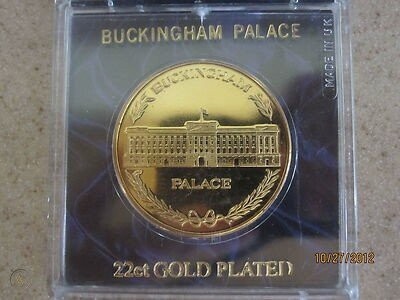 BUCKINGHAM PALACE
MADE IN UK
BUCKINGHAM
PALACE
22ct GOLD PLATED
10/27/2012